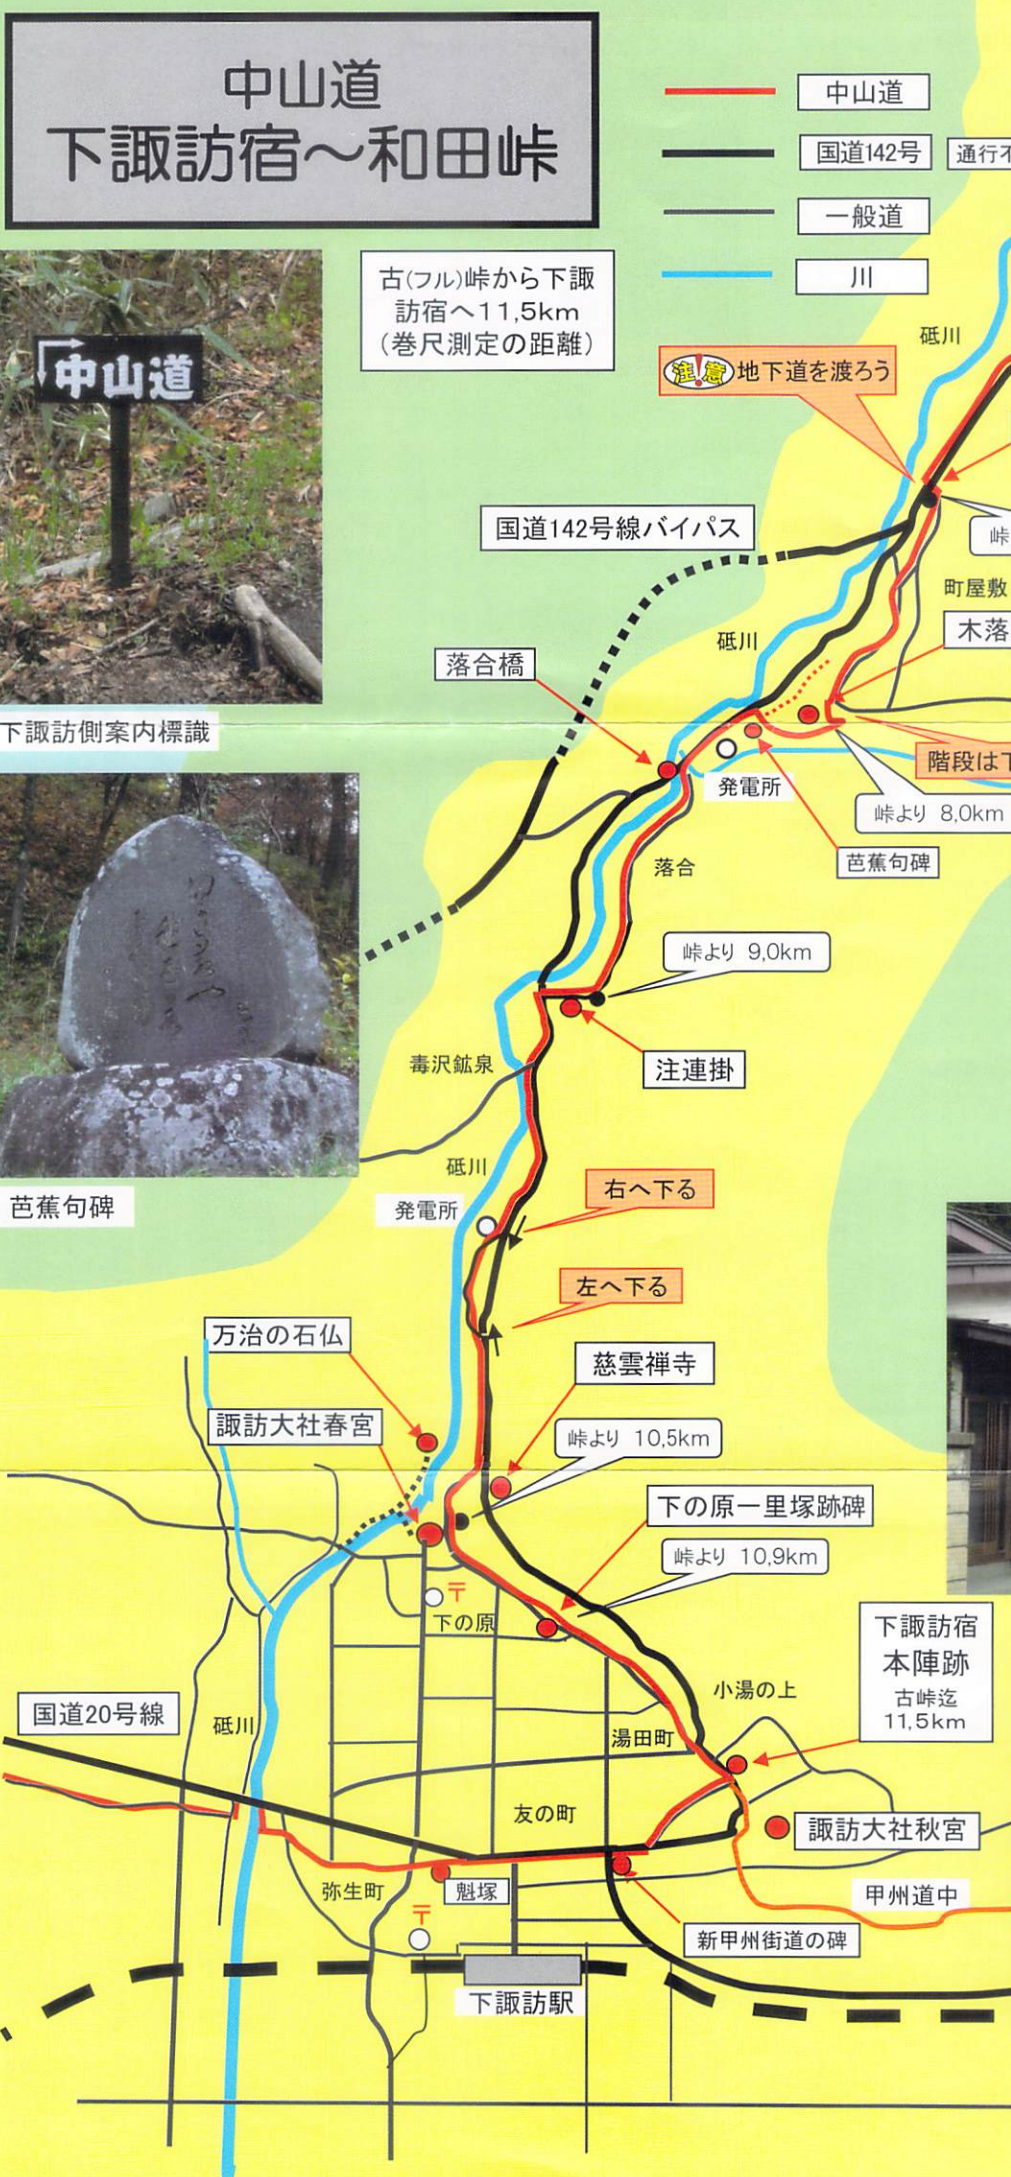 中山道
下諏訪宿～和田峠
中山道
国道142号
通行不
一般道
川
古(フル)峠から下諏
訪宿へ11,5km
(巻尺測定の距離)
砥川
注!意 地下道を渡ろう
中山道
国道142号線バイパス
峠
町屋敷
木落
砥川
落合橋
下諏訪側案内標識
階段は下
発電所
峠より 8,0km
芭蕉句碑
落合
峠より 9,0km
毒沢鉱泉
注連掛
砥川
右へ下る
芭蕉句碑
発電所
左へ下る
万治の石仏
慈雲禅寺
諏訪大社春宮
峠より 10,5km
下の原一里塚跡碑
峠より 10,9km
〒
下の原
下諏訪宿
本陣跡
古峠迄
11,5km
小湯の上
国道20号線
砥川
湯田町
友の町
諏訪大社秋宮
弥生町
魁塚
甲州道中
〒
新甲州街道の碑
下諏訪駅